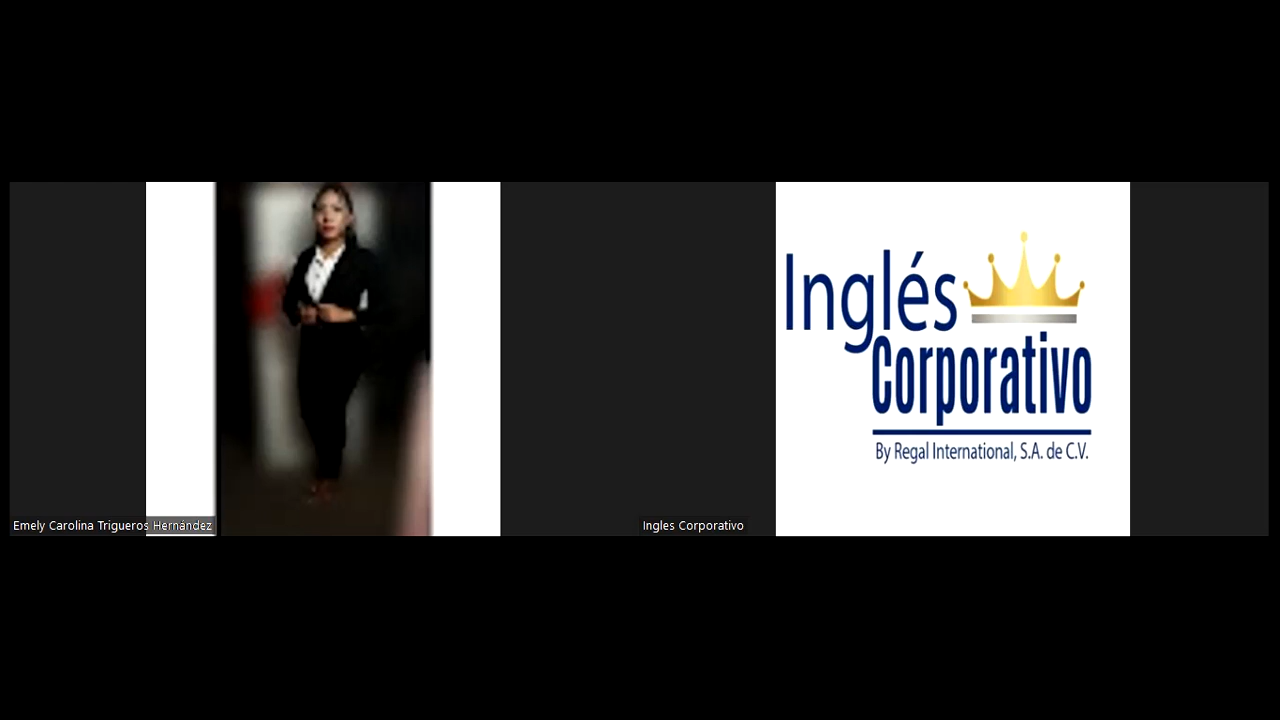 Inglés
Corporativo
By Regal International, S.A. de C.V.
Emely Carolina Trigueros Hernández
Ingles Corporativo